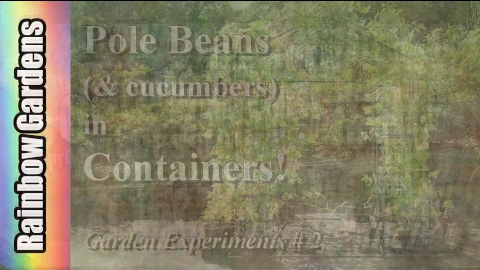 Rainbow Gardens
Pole Beans
(& cucumbers)
in
Containers!
Garden Experiments # 2